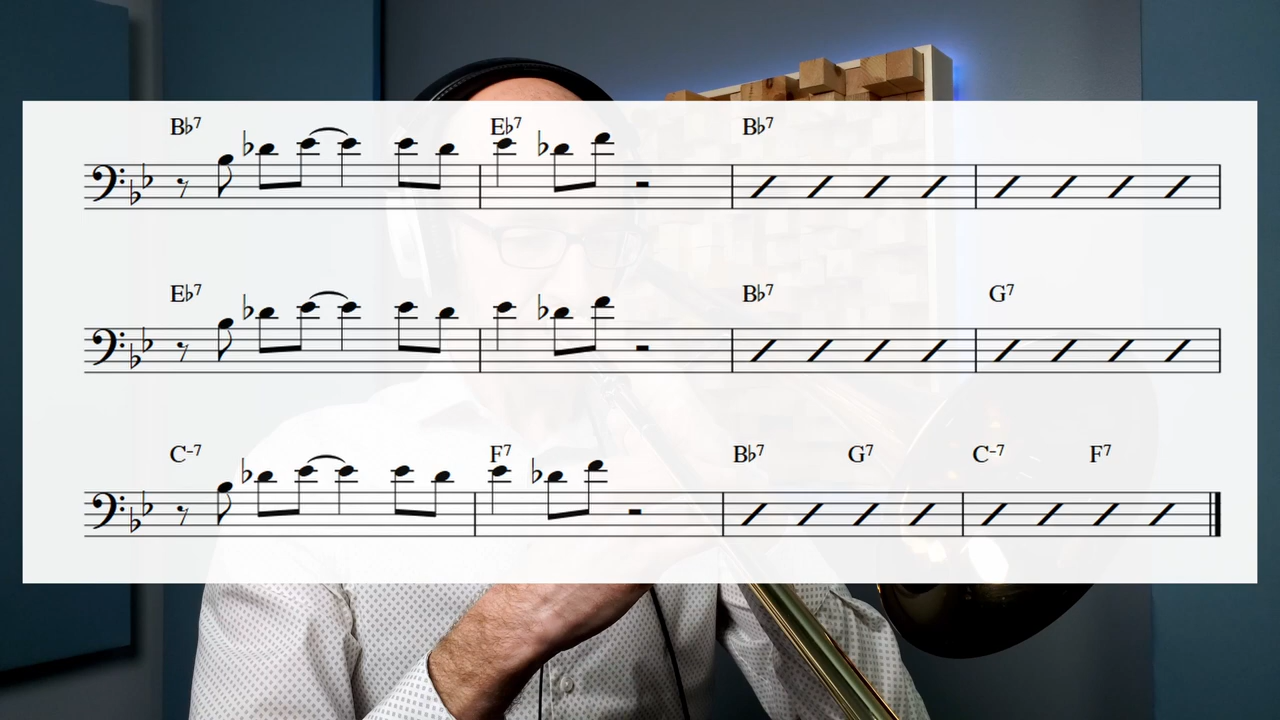 B♭7 E♭7 B♭7
E♭7 B♭7 G7
C-7 F7 B♭7 G7 C-7 F7